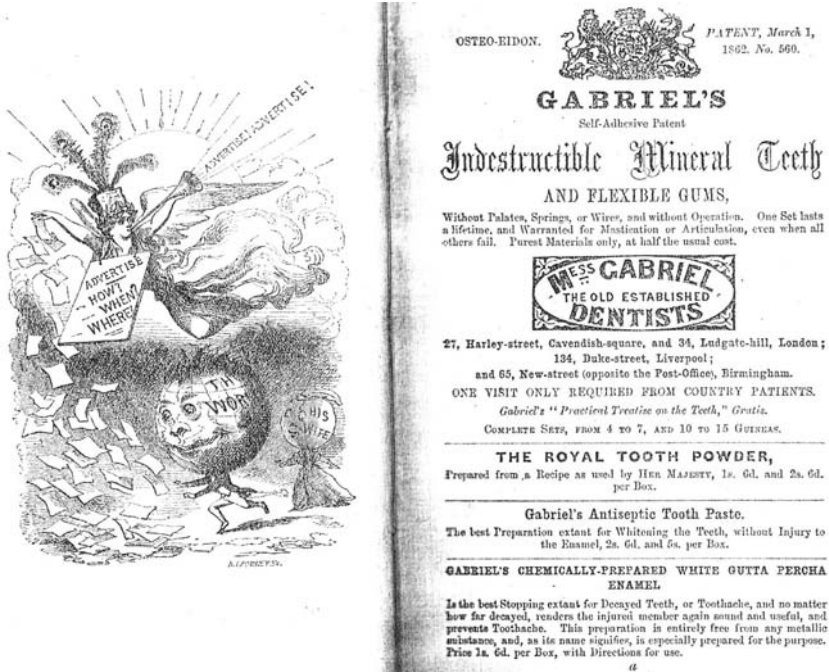 ADVERTISE! ADVERTISE!
ADVERTISE
HOW?
WHEN?
WHERE!
TH
WOR
HIS
WIFE
OSTEO-EIDON.
PATENT, March 1,
1862. No. 560.
GABRIEL'S
Self-Adhesive Patent
Indestructible Mineral Teeth
AND FLEXIBLE GUMS,
Without Palates, Springs, or Wires, and without Operation. One Set lasts
a lifetime, and Warranted for Mastication or Articulation, even when all
others fail. Purest Materials only, at half the usual cost.
MESS GABRIEL
THE OLD ESTABLISHED
DENTISTS
27, Harley-street, Cavendish-square, and 34, Ludgate-hill, London;
134, Duke-street, Liverpool;
and 65, New-street (opposite the Post-Office), Birmingham.
ONE VISIT ONLY REQUIRED FROM COUNTRY PATIENTS.
Gabriel's "Practical Treatise on the Teeth," Gratis.
COMPLETE SETS, FROM 4 TO 7, AND 10 TO 15 GUINEAS.
THE ROYAL TOOTH POWDER,
Prepared from a Recipe as used by HER MAJESTY, 1s. 6d. and 2s. 6d.
per Box.
Gabriel's Antiseptic Tooth Paste.
The best Preparation extant for Whitening the Teeth, without Injury to
the Enamel, 2s. 6d. and 5s. per Box.
GABRIEL'S CHEMICALLY-PREPARED WHITE GUTTA PERCHA
ENAMEL
Is the best Stopping extant for Decayed Teeth, or Toothache, and no matter
how far decayed, renders the injured member again sound and useful, and
prevents Toothache. This preparation is entirely free from any metallic
substance, and, as its name signifies, is especially prepared for the purpose.
Price 1s. 6d. per Box, with Directions for use.
a